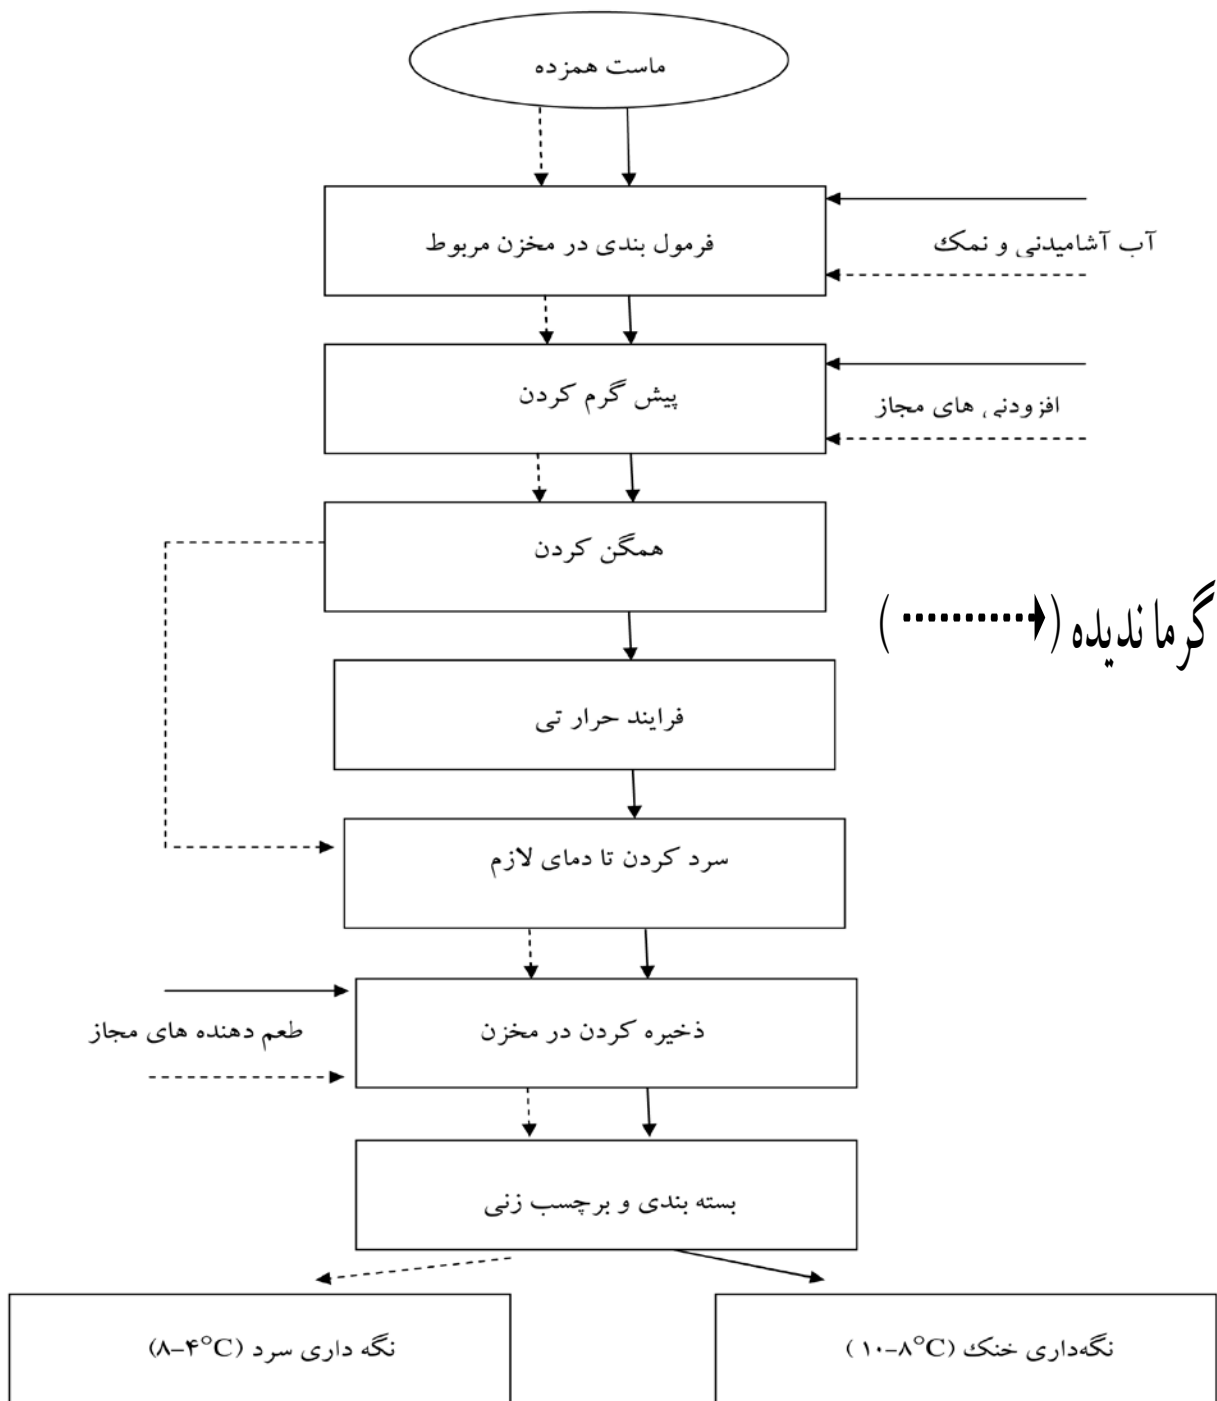 ماست همزده
فرمول بندی در مخزن مربوط
آب آشامیدنی و نمک
پیش گرم کردن
افزودنی های مجاز
همگن کردن
گرما ندیده ( )
فرایند حرار تی
سرد کردن تا دمای لازم
ذخیره کردن در مخزن
طعم دهنده های مجاز
بسته بندی و برچسب زنی
نگه‌داری خنک (۱۰-۸°C)
نگه داری سرد (۸-۴°C)